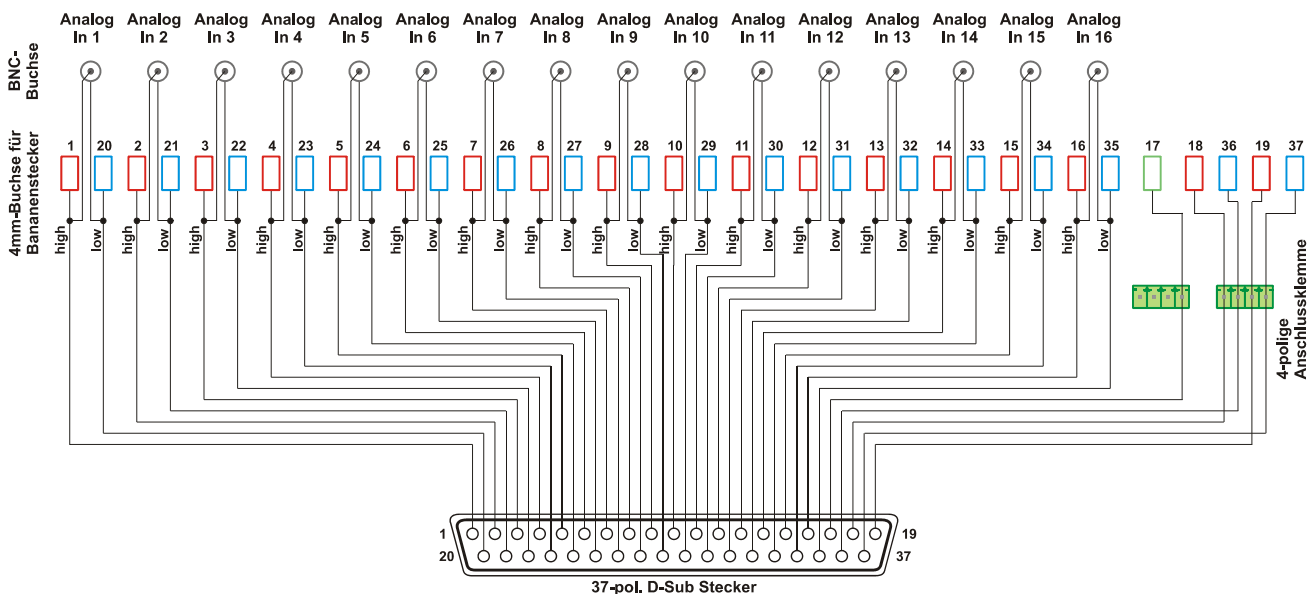 Analog In 1
Analog In 2
Analog In 3
Analog In 4
Analog In 5
Analog In 6
Analog In 7
Analog In 8
Analog In 9
Analog In 10
Analog In 11
Analog In 12
Analog In 13
Analog In 14
Analog In 15
Analog In 16
BNC-
Buchse
1 20 2 21 3 22 4 23 5 24 6 25 7 26 8 27 9 28 10 29 11 30 12 31 13 32 14 33 15 34 16 35 17 18 36 19 37
4mm-Buchse für
Bananenstecker
high low high low high low high low high low high low high low high low high low high low high low high low high low high low high low high low
4-polige
Anschlussklemme
1 19
20 37
37-pol. D-Sub Stecker